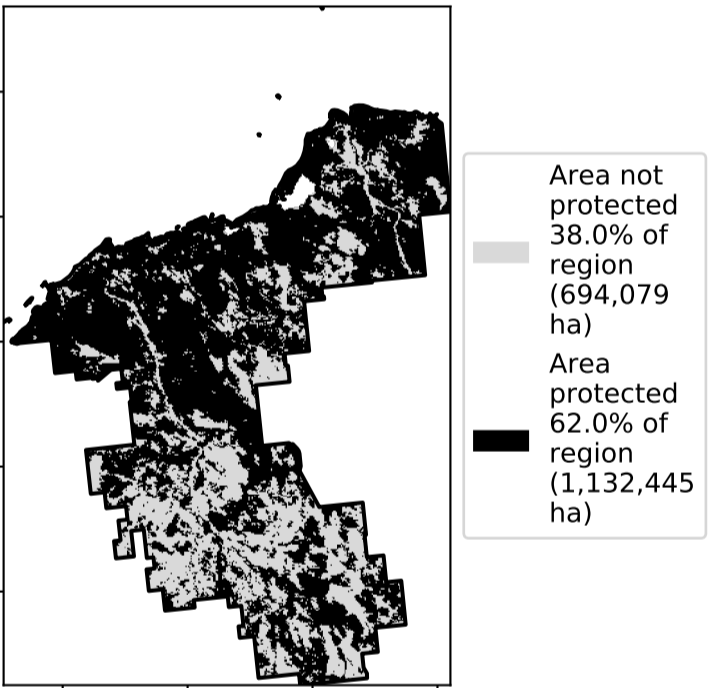 Area not
protected
38.0% of
region
(694,079
ha)
Area
protected
62.0% of
region
(1,132,445
ha)